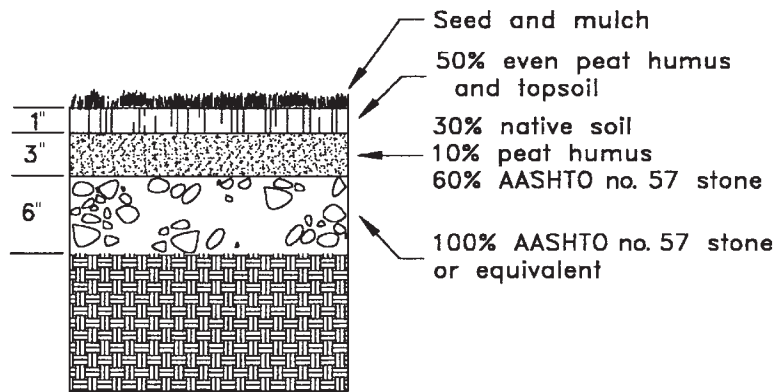 Seed and mulch
50% even peat humus
and topsoil
1"
30% native soil
3"
10% peat humus
60% AASHTO no. 57 stone
6"
100% AASHTO no. 57 stone
or equivalent